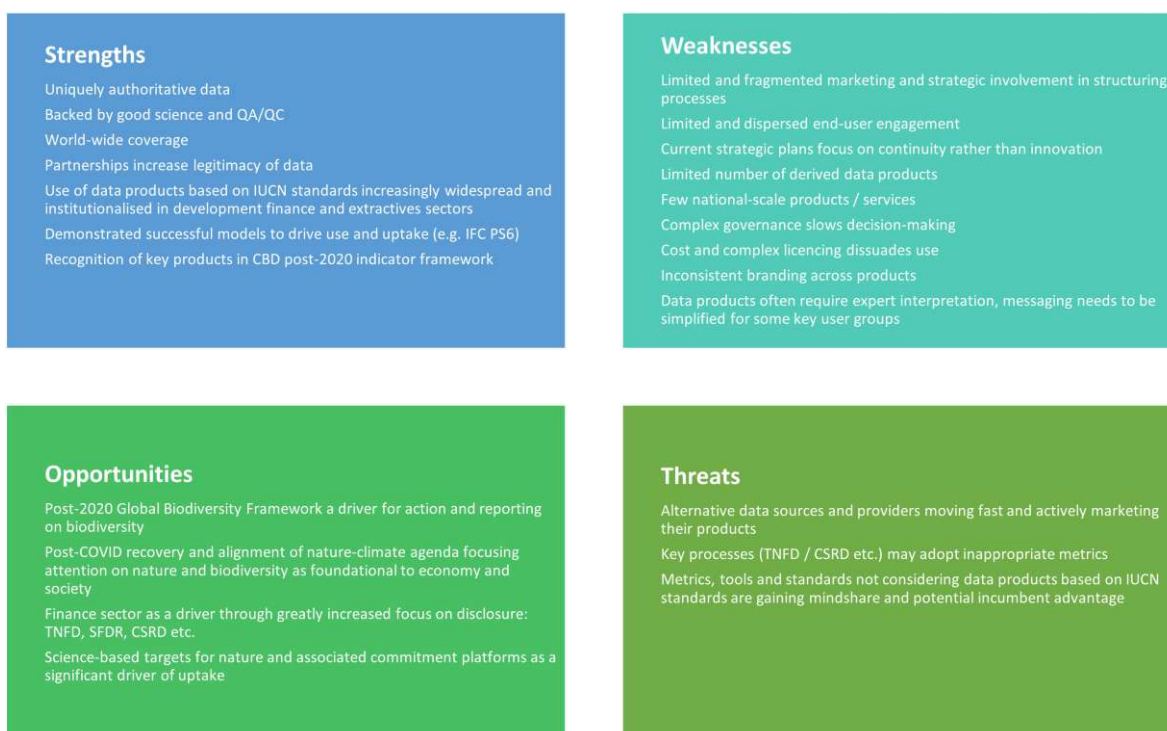 Strengths
Uniquely authoritative data
Backed by good science and QA/QC
World-wide coverage
Partnerships increase legitimacy of data
Use of data products based on IUCN standards increasingly widespread and
institutionalised in development finance and extractives sectors
Demonstrated successful models to drive use and uptake (e.g. IFC PS6)
Recognition of key products in CBD post-2020 indicator framework
Weaknesses
Limited and fragmented marketing and strategic involvement in structuring
processes
Limited and dispersed end-user engagement
Current strategic plans focus on continuity rather than innovation
Limited number of derived data products
Few national-scale products / services
Complex governance slows decision-making
Cost and complex licencing dissuades use
Inconsistent branding across products
Data products often require expert interpretation, messaging needs to be
simplified for some key user groups
Opportunities
Post-2020 Global Biodiversity Framework a driver for action and reporting
on biodiversity
Post-COVID recovery and alignment of nature-climate agenda focusing
attention on nature and biodiversity as foundational to economy and
society
Finance sector as a driver through greatly increased focus on disclosure:
TNFD, SFDR, CSRD etc.
Science-based targets for nature and associated commitment platforms as a
significant driver of uptake
Threats
Alternative data sources and providers moving fast and actively marketing
their products
Key processes (TNFD / CSRD etc.) may adopt inappropriate metrics
Metrics, tools and standards not considering data products based on IUCN
standards are gaining mindshare and potential incumbent advantage